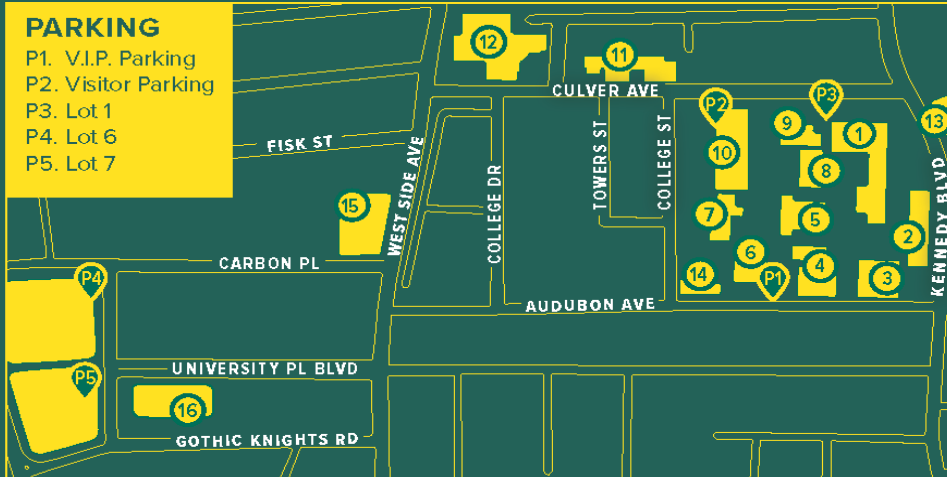 PARKING
P1. V.I.P. Parking
P2. Visitor Parking
P3. Lot 1
P4. Lot 6
P5. Lot 7
12
11
CULVER AVE
P2
P3
13
9
1
FISK ST
10
8
WEST SIDE AVE
COLLEGE DR
TOWERS ST
COLLEGE ST
KENNEDY BLVD
15
7
5
2
CARBON PL
6
4
14
P1
3
P4
AUDUBON AVE
UNIVERSITY PL BLVD
P5
16
GOTHIC KNIGHTS RD